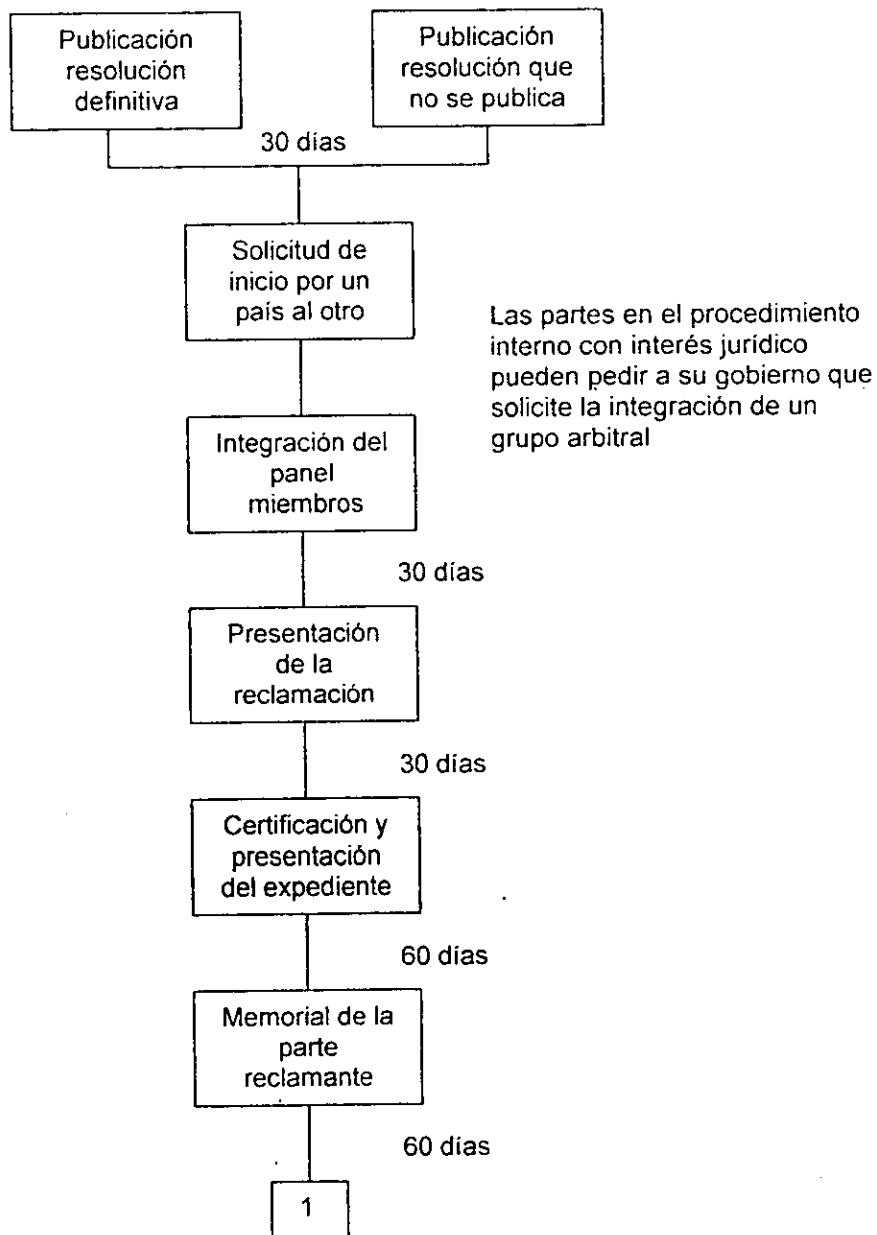 Publicación
resolución
definitiva
Publicación
resolución que
no se publica
30 días
Solicitud de
inicio por un
país al otro
Las partes en el procedimiento
interno con interés jurídico
pueden pedir a su gobierno que
solicite la integración de un
grupo arbitral
Integración del
panel
miembros
30 días
Presentación
de la
reclamación
30 días
Certificación y
presentación
del expediente
60 días
Memorial de la
parte
reclamante
60 días
1